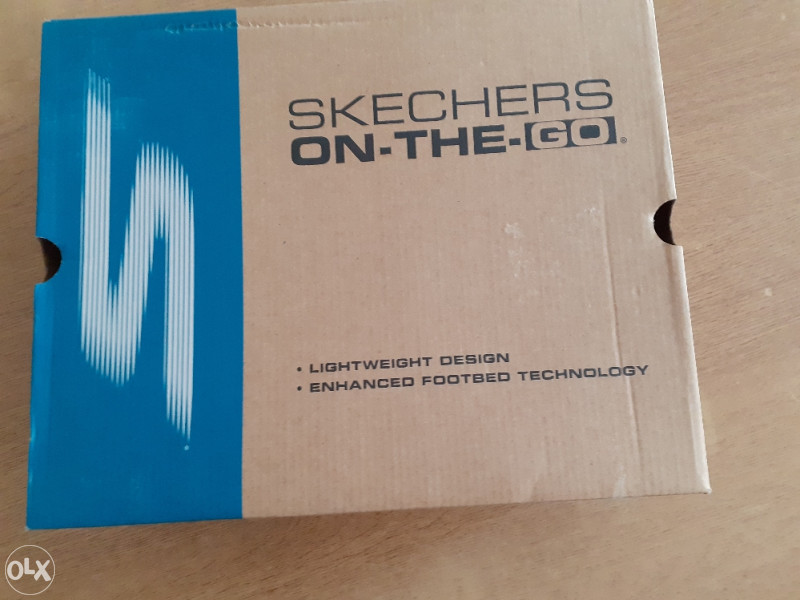 SKECHERS
ON-THE-GO®
• LIGHTWEIGHT DESIGN
• ENHANCED FOOTBED TECHNOLOGY
OLX